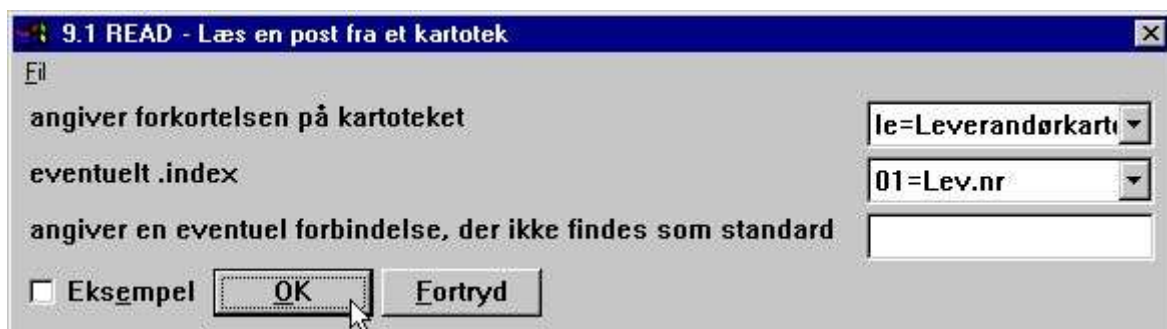 9.1 READ - Læs en post fra et kartotek
Fil
angiver forkortelsen på kartoteket
le=Leverandørkart
eventuelt .index
01=Lev.nr
angiver en eventuel forbindelse, der ikke findes som standard
Eksempel OK Fortryd